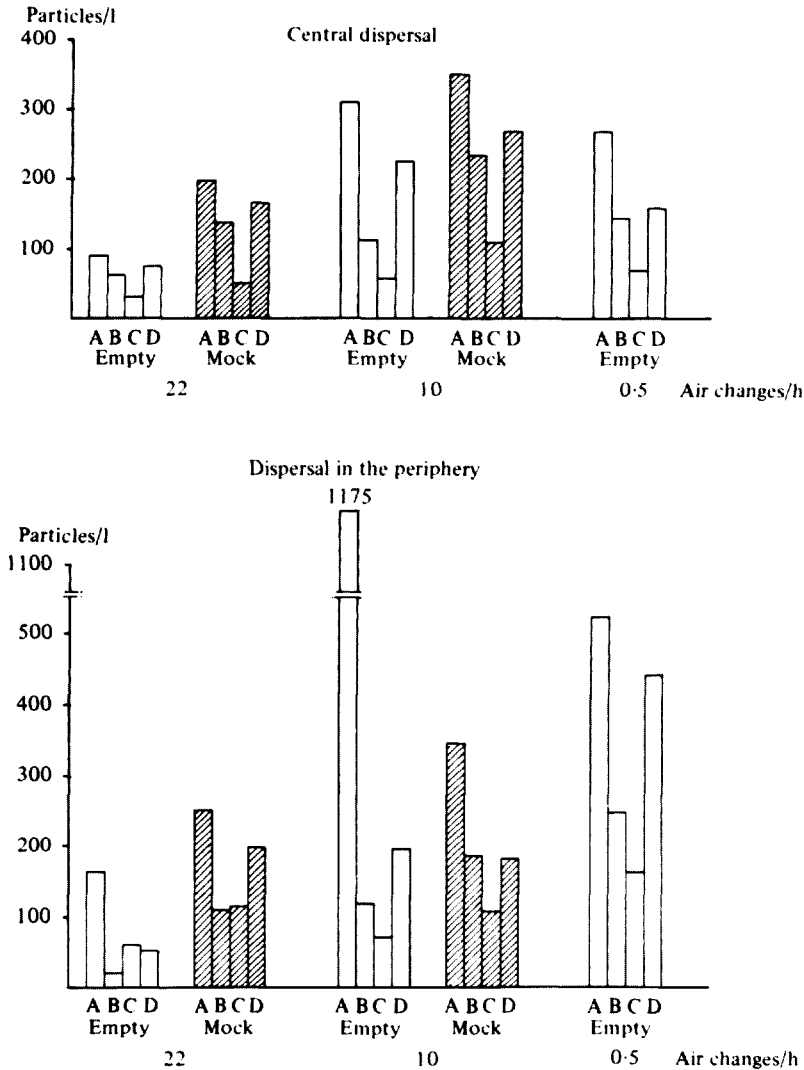 Particles/l
Central dispersal
400
300
200
100
A B C D A B C D A B C D A B C D A B C D
Empty Mock Empty Mock Empty
22 10 0·5 Air changes/h
Dispersal in the periphery
1175
Particles/l
1100
500
400
300
200
100
A B C D A B C D A B C D A B C D A B C D
Empty Mock Empty Mock Empty
22 10 0·5 Air changes/h